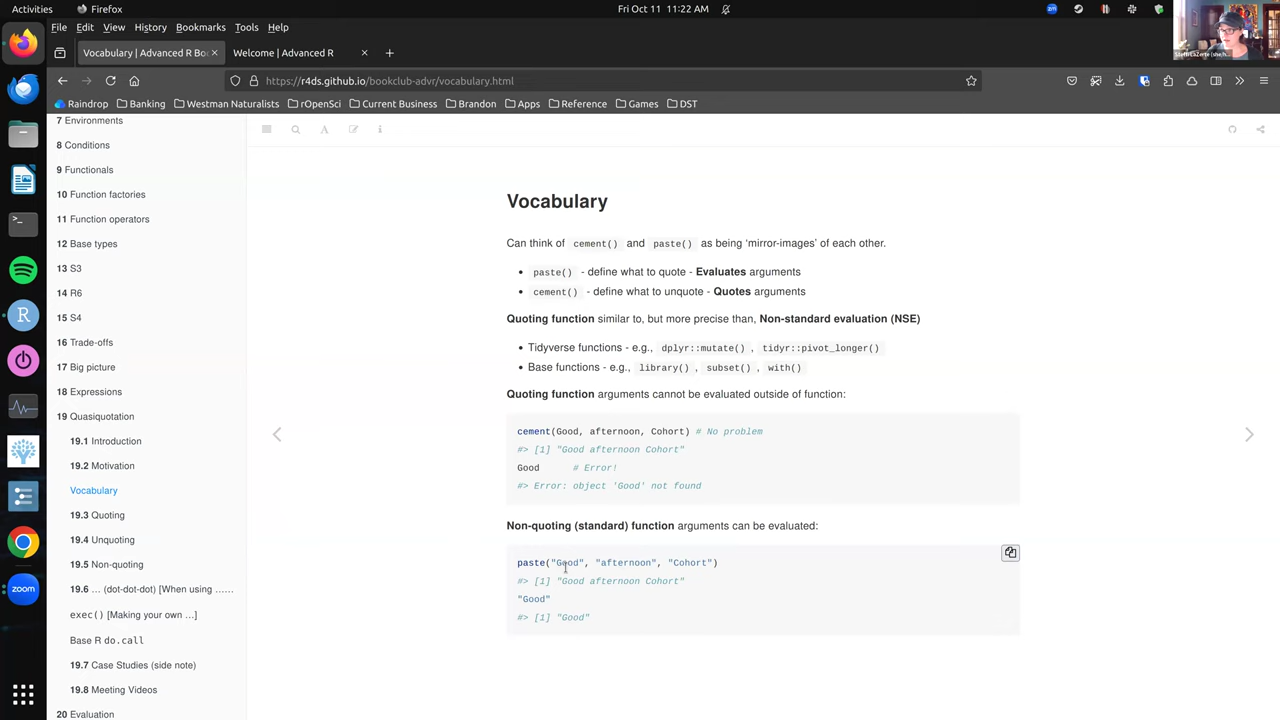 Activities
Firefox
Fri Oct 11 11:22 AM
File Edit View History Bookmarks Tools Help
Vocabulary | Advanced R Bo
Welcome | Advanced R
https://r4ds.github.io/bookclub-advr/vocabulary.html
Raindrop Banking Westman Naturalists rOpenSci Current Business Brandon Apps Reference Games DST
7 Environments
8 Conditions
9 Functionals
10 Function factories
11 Function operators
12 Base types
13 S3
14 R6
15 S4
16 Trade-offs
17 Big picture
18 Expressions
19 Quasiquotation
19.1 Introduction
19.2 Motivation
Vocabulary
19.3 Quoting
19.4 Unquoting
19.5 Non-quoting
19.6 ... (dot-dot-dot) [When using ......
exec() [Making your own ...]
Base R do.call
19.7 Case Studies (side note)
19.8 Meeting Videos
20 Evaluation
R
zoom
Vocabulary
Can think of cement() and paste() as being ‘mirror-images’ of each other.
• paste() - define what to quote - Evaluates arguments
• cement() - define what to unquote - Quotes arguments
Quoting function similar to, but more precise than, Non-standard evaluation (NSE)
• Tidyverse functions - e.g., dplyr::mutate() , tidyr::pivot_longer()
• Base functions - e.g., library() , subset() , with()
Quoting function arguments cannot be evaluated outside of function:
cement(Good, afternoon, Cohort) # No problem
#> [1] "Good afternoon Cohort"
Good # Error!
#> Error: object 'Good' not found
Non-quoting (standard) function arguments can be evaluated:
paste("Good", "afternoon", "Cohort")
#> [1] "Good afternoon Cohort"
"Good"
#> [1] "Good"